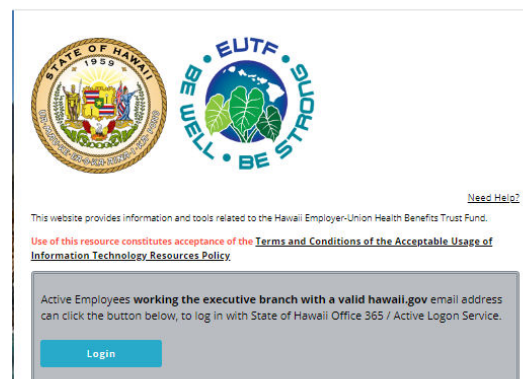 STATE OF HAWAII
1959
EUTF
BE WELL • BE STRONG
Need Help?
This website provides information and tools related to the Hawaii Employer-Union Health Benefits Trust Fund.
Use of this resource constitutes acceptance of the Terms and Conditions of the Acceptable Usage of
Information Technology Resources Policy
Active Employees working the executive branch with a valid hawaii.gov email address
can click the button below, to log in with State of Hawaii Office 365 / Active Logon Service.
Login